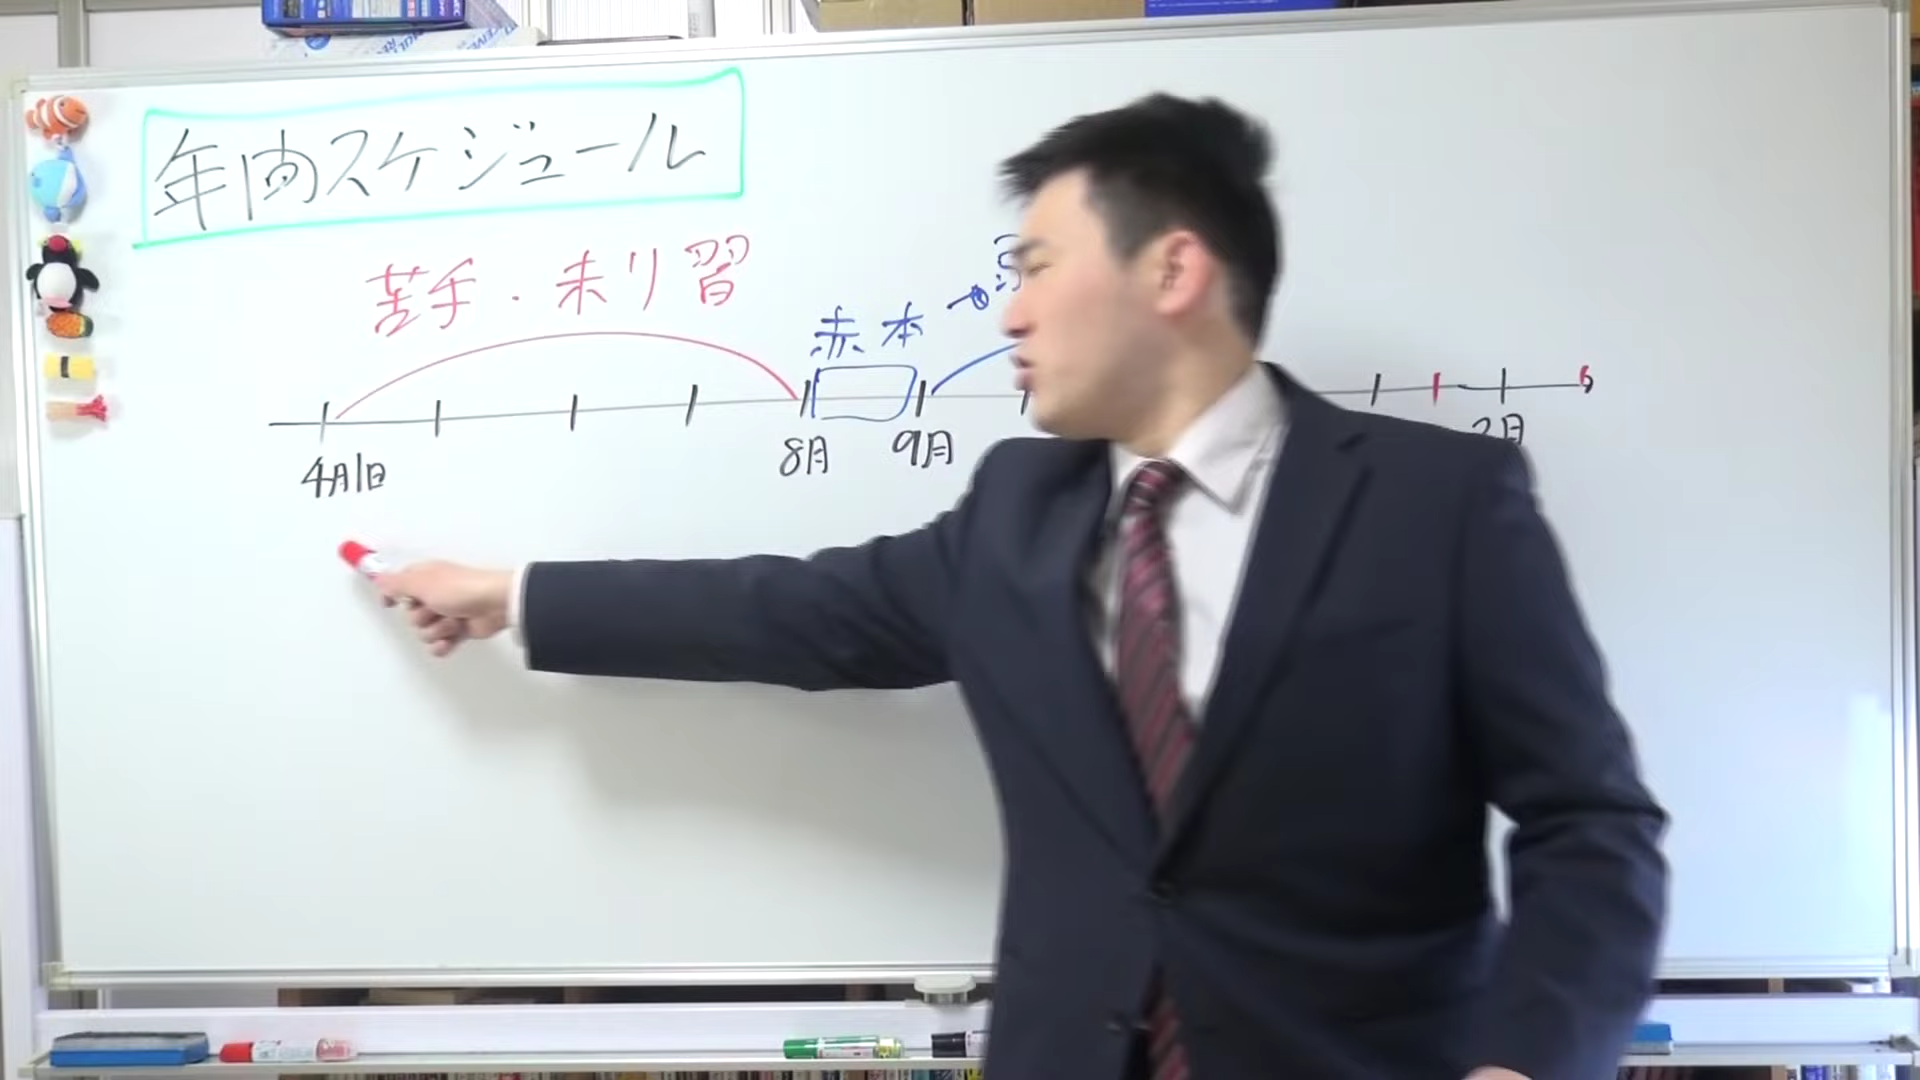 年間スケジュール
苦手・未習
赤本→
4月1日
8月
9月
2月